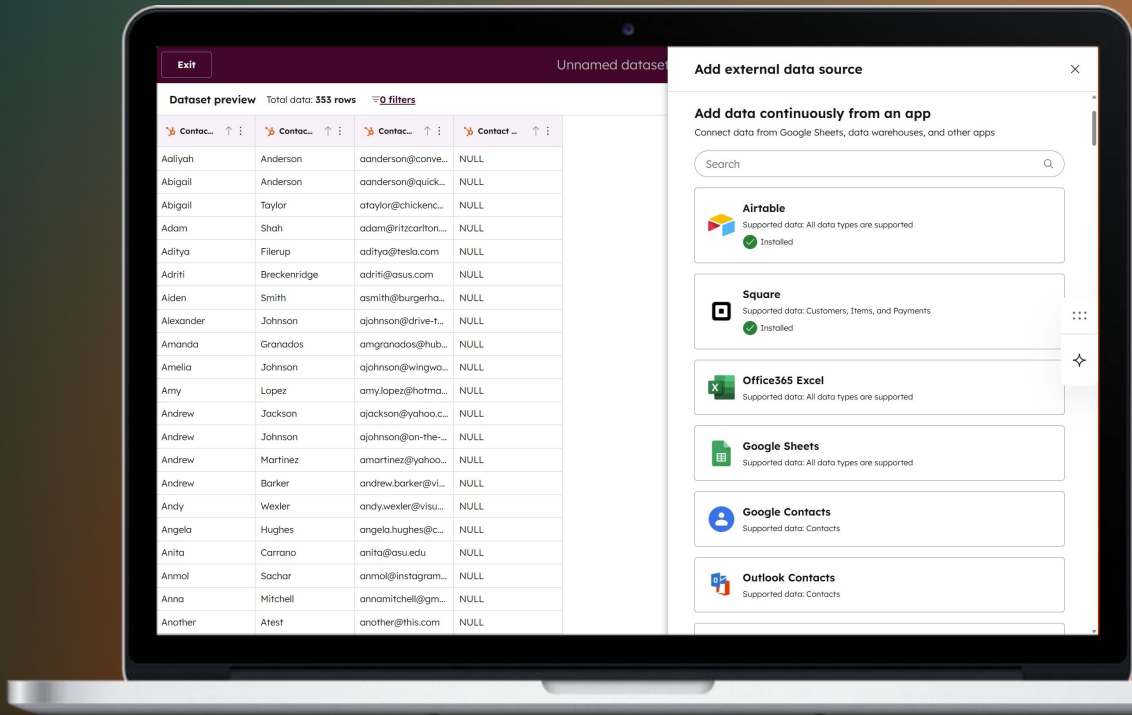 Exit
Unnamed dataset
Dataset preview Total data: 353 rows 0 filters
Contac... Contac... Contac... Contact ...
Aaliyah Anderson aanderson@conve... NULL
Abigail Anderson aanderson@quick... NULL
Abigail Taylor ataylor@chickenc... NULL
Adam Shah adam@ritzcarlton.... NULL
Aditya Filerup aditya@tesla.com NULL
Adriti Breckenridge adriti@asus.com NULL
Aiden Smith asmith@burgerha... NULL
Alexander Johnson ajohnson@drive-t... NULL
Amanda Granados amgranados@hub... NULL
Amelia Johnson ajohnson@wingwo... NULL
Amy Lopez amy.lopez@hotma... NULL
Andrew Jackson ajackson@yahoo.c... NULL
Andrew Johnson ajohnson@on-the-... NULL
Andrew Martinez amartinez@yahoo... NULL
Andrew Barker andrew.barker@vi... NULL
Andy Wexler andy.wexler@visu... NULL
Angela Hughes angela.hughes@c... NULL
Anita Carrano anita@asu.edu NULL
Anmol Sachar anmol@instagram... NULL
Anna Mitchell annamitchell@gm... NULL
Another Atest another@this.com NULL
Add external data source
Add data continuously from an app
Connect data from Google Sheets, data warehouses, and other apps
Search
Airtable
Supported data: All data types are supported
Installed
Square
Supported data: Customers, Items, and Payments
Installed
Office365 Excel
Supported data: All data types are supported
Google Sheets
Supported data: All data types are supported
Google Contacts
Supported data: Contacts
Outlook Contacts
Supported data: Contacts